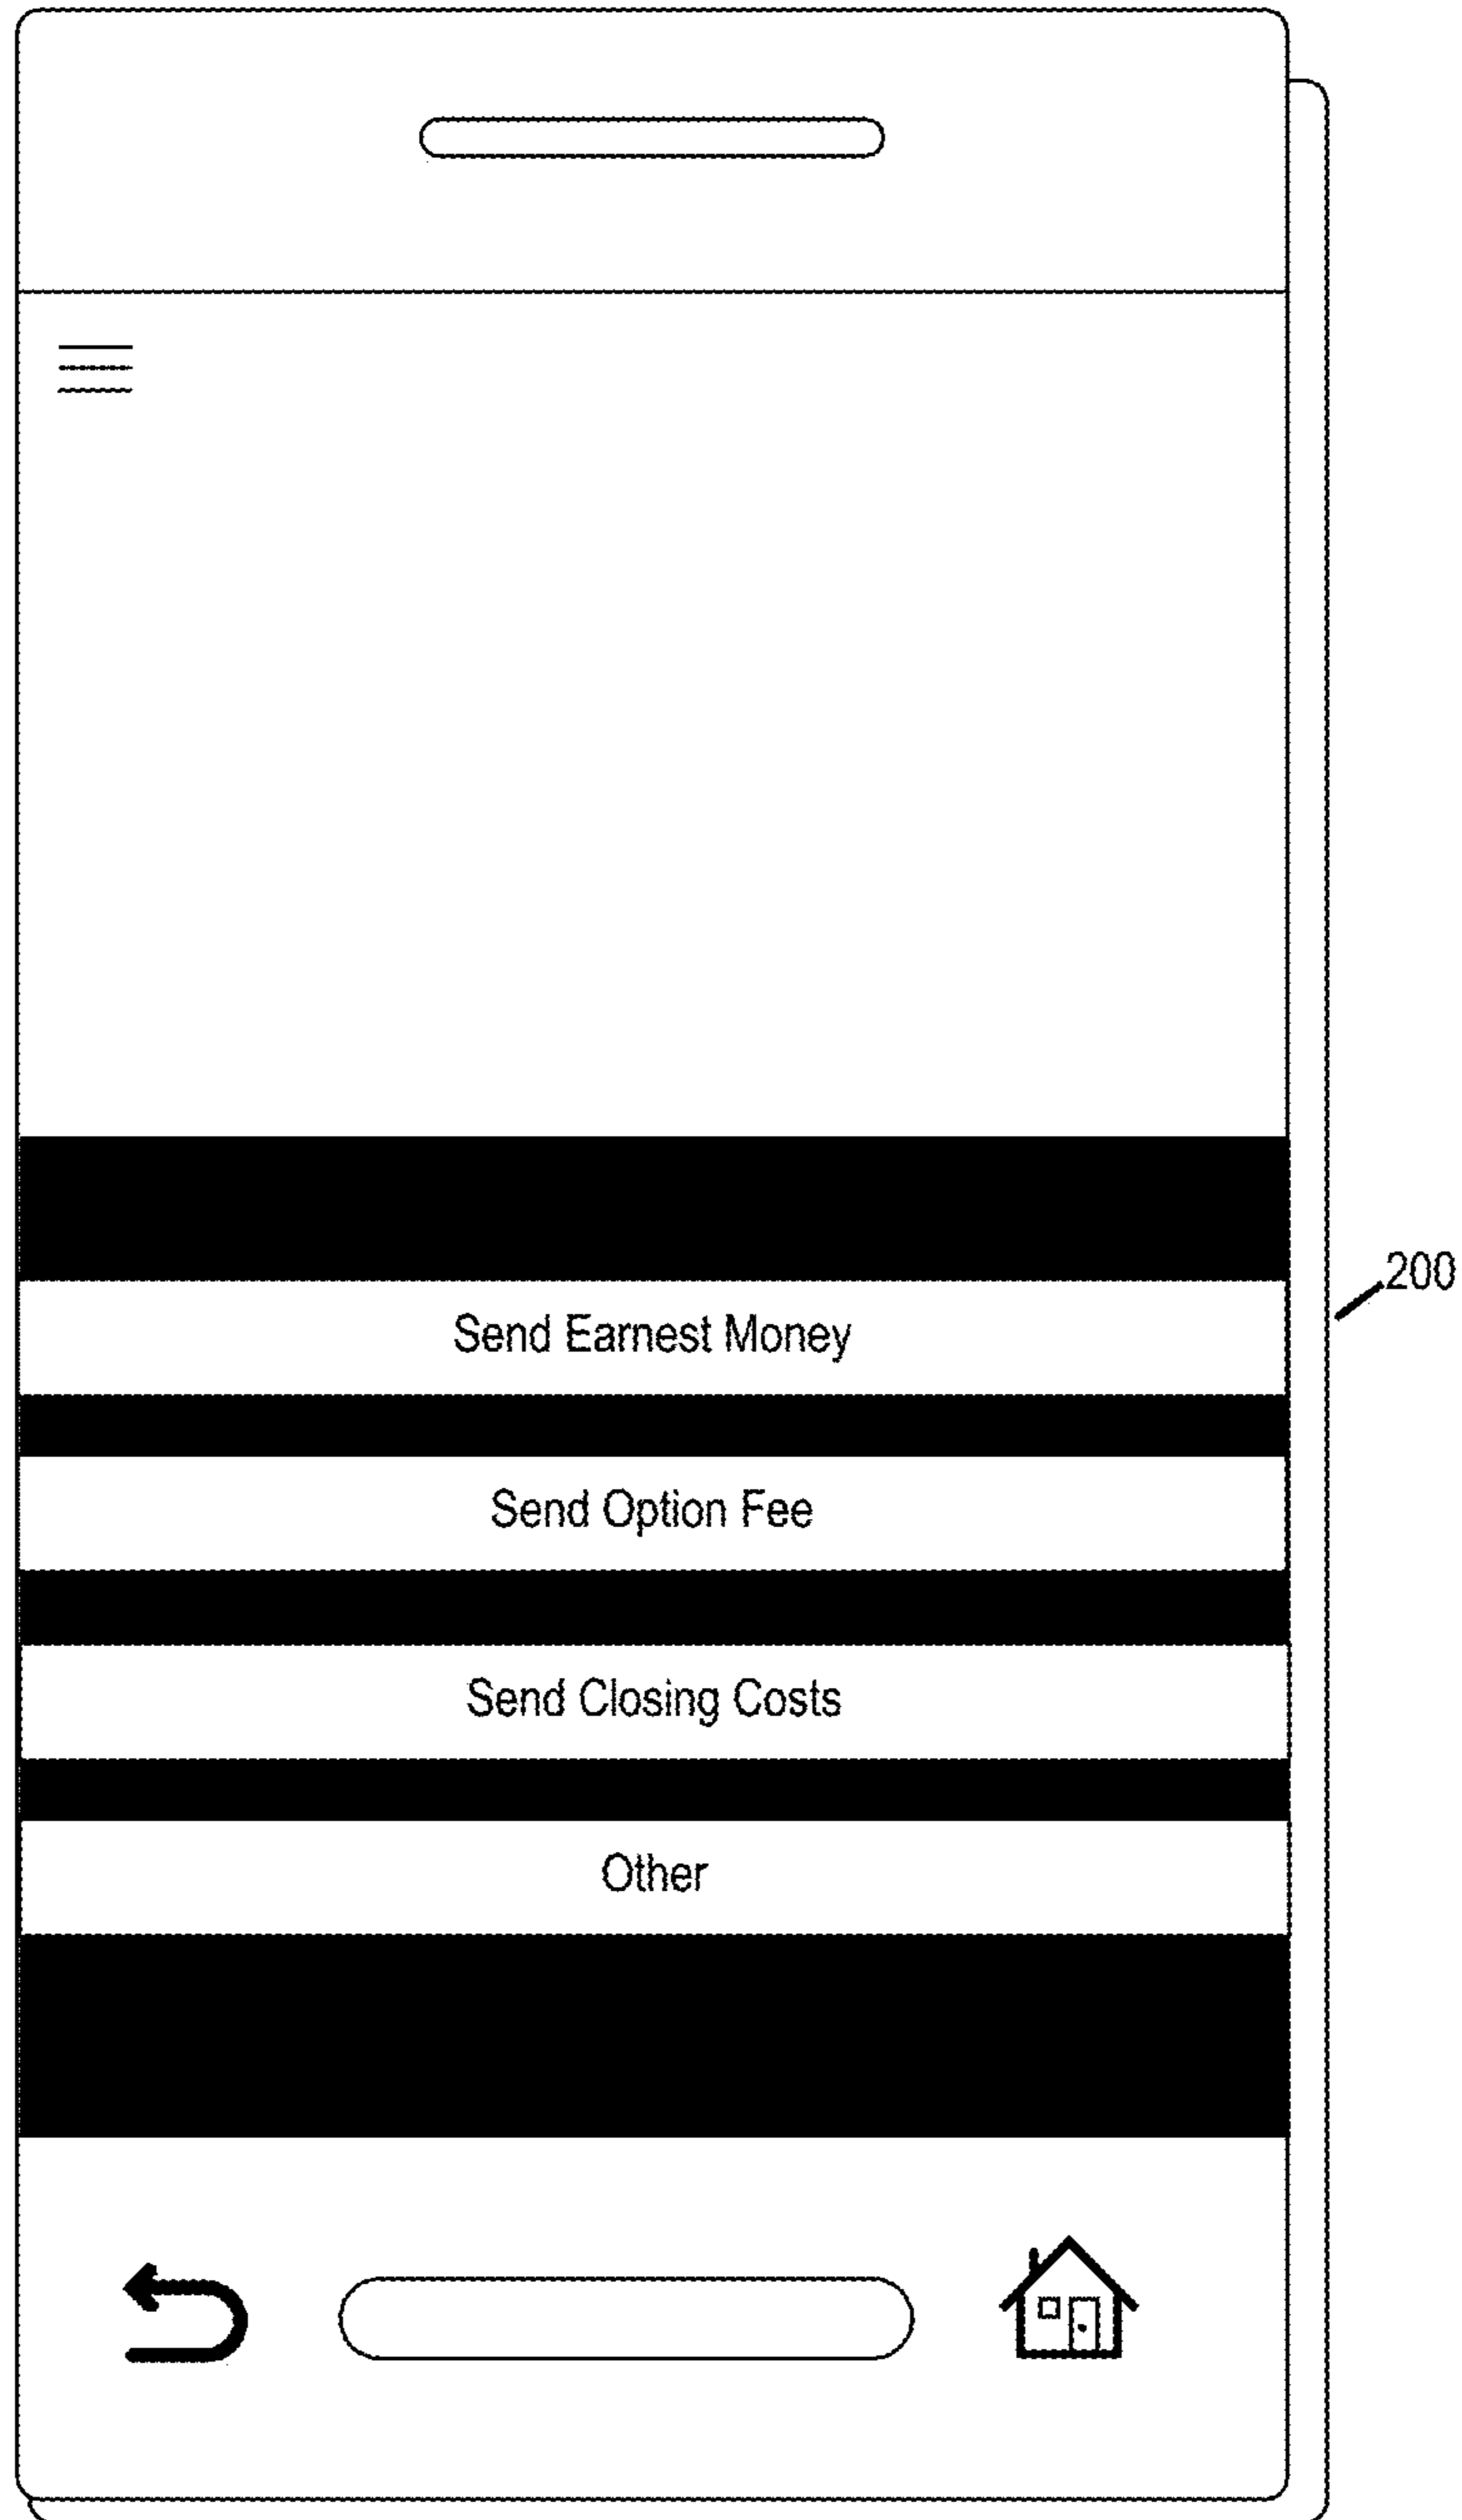 200
Send Earnest Money
Send Option Fee
Send Closing Costs
Other